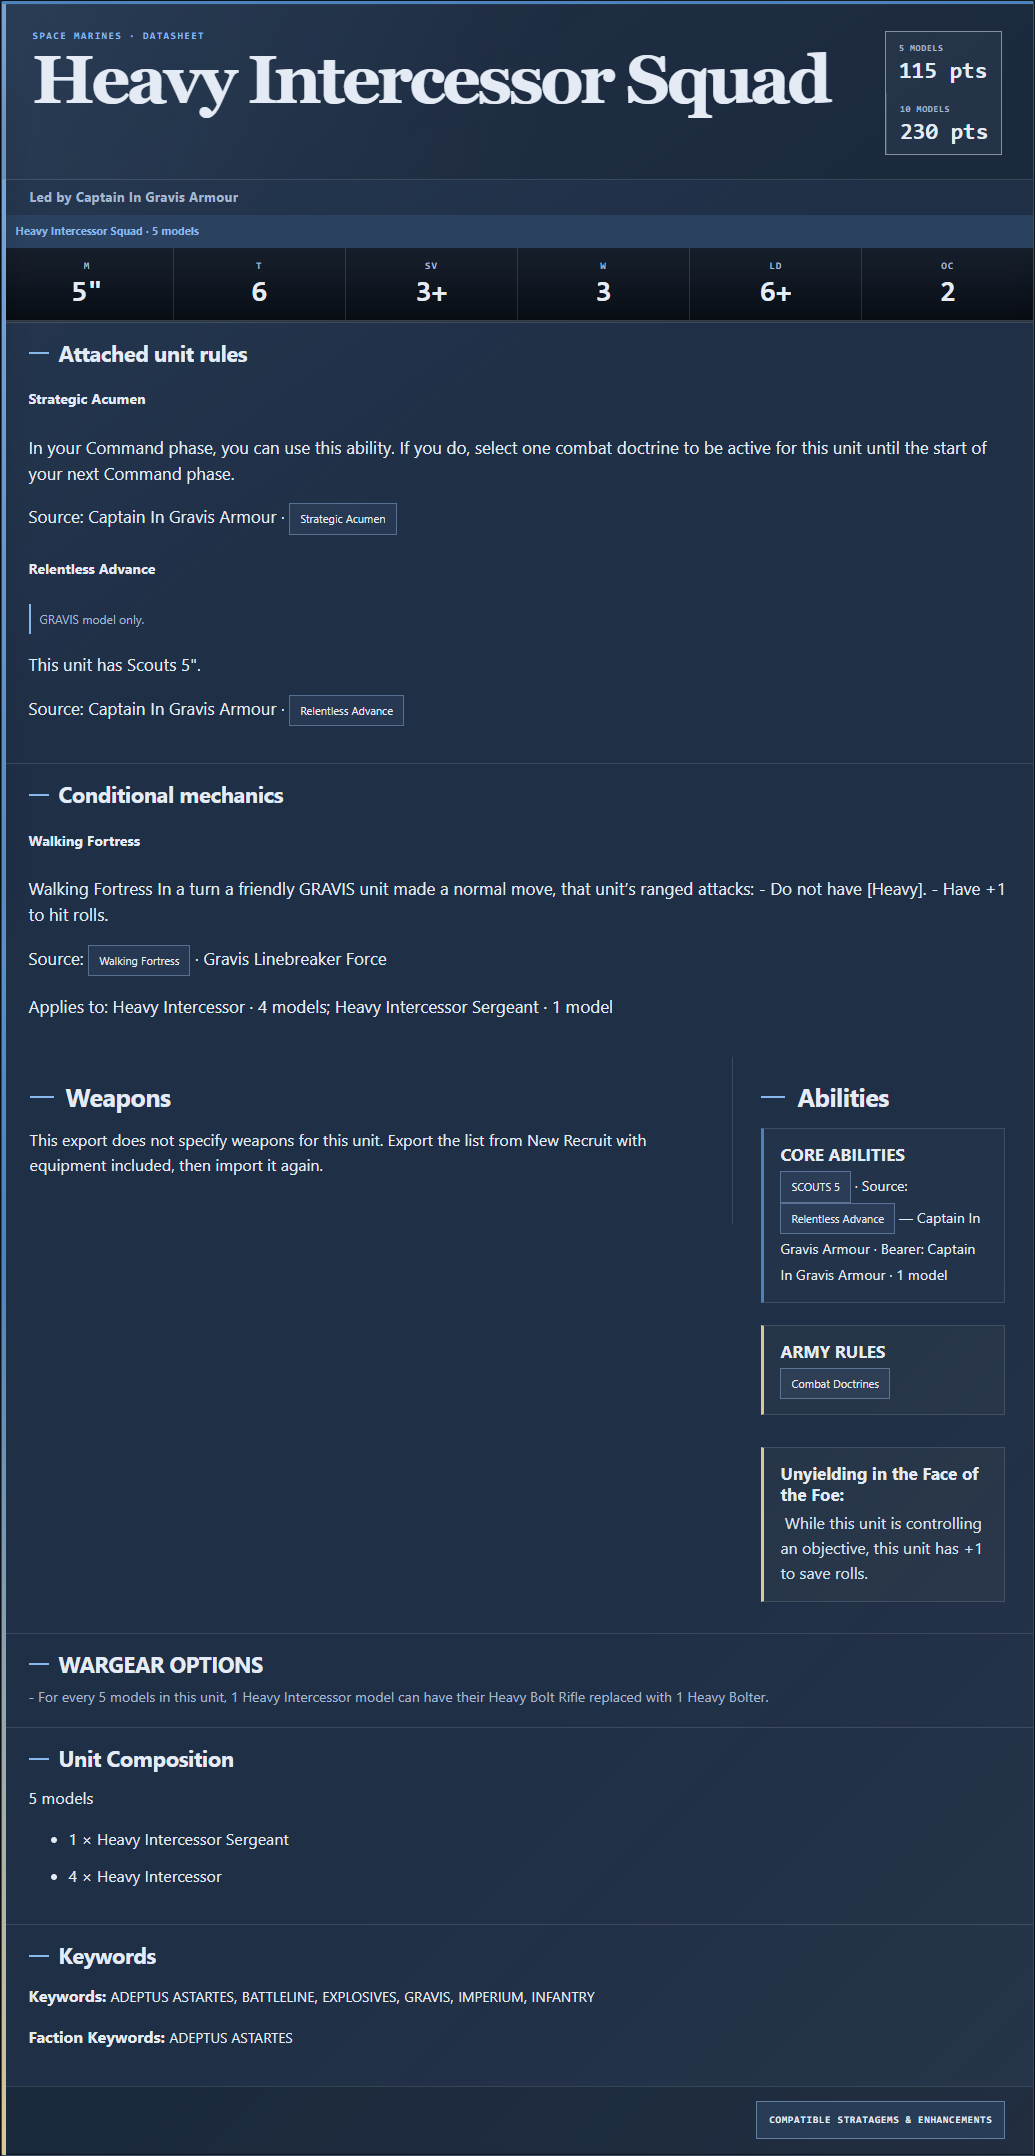 SPACE MARINES · DATASHEET
Heavy Intercessor Squad
5 MODELS
115 pts
10 MODELS
230 pts
Led by Captain In Gravis Armour
Heavy Intercessor Squad · 5 models
M
5"
T
6
SV
3+
W
3
LD
6+
OC
2
Attached unit rules
Strategic Acumen
In your Command phase, you can use this ability. If you do, select one combat doctrine to be active for this unit until the start of
your next Command phase.
Source: Captain In Gravis Armour · Strategic Acumen
Relentless Advance
GRAVIS model only.
This unit has Scouts 5".
Source: Captain In Gravis Armour · Relentless Advance
Conditional mechanics
Walking Fortress
Walking Fortress In a turn a friendly GRAVIS unit made a normal move, that unit’s ranged attacks: - Do not have [Heavy]. - Have +1
to hit rolls.
Source: Walking Fortress · Gravis Linebreaker Force
Applies to: Heavy Intercessor · 4 models; Heavy Intercessor Sergeant · 1 model
Weapons
This export does not specify weapons for this unit. Export the list from New Recruit with
equipment included, then import it again.
Abilities
CORE ABILITIES
SCOUTS 5 · Source:
Relentless Advance — Captain In
Gravis Armour · Bearer: Captain
In Gravis Armour · 1 model
ARMY RULES
Combat Doctrines
Unyielding in the Face of
the Foe:
While this unit is controlling
an objective, this unit has +1
to save rolls.
WARGEAR OPTIONS
- For every 5 models in this unit, 1 Heavy Intercessor model can have their Heavy Bolt Rifle replaced with 1 Heavy Bolter.
Unit Composition
5 models
• 1 × Heavy Intercessor Sergeant
• 4 × Heavy Intercessor
Keywords
Keywords: ADEPTUS ASTARTES, BATTLELINE, EXPLOSIVES, GRAVIS, IMPERIUM, INFANTRY
Faction Keywords: ADEPTUS ASTARTES
COMPATIBLE STRATAGEMS & ENHANCEMENTS